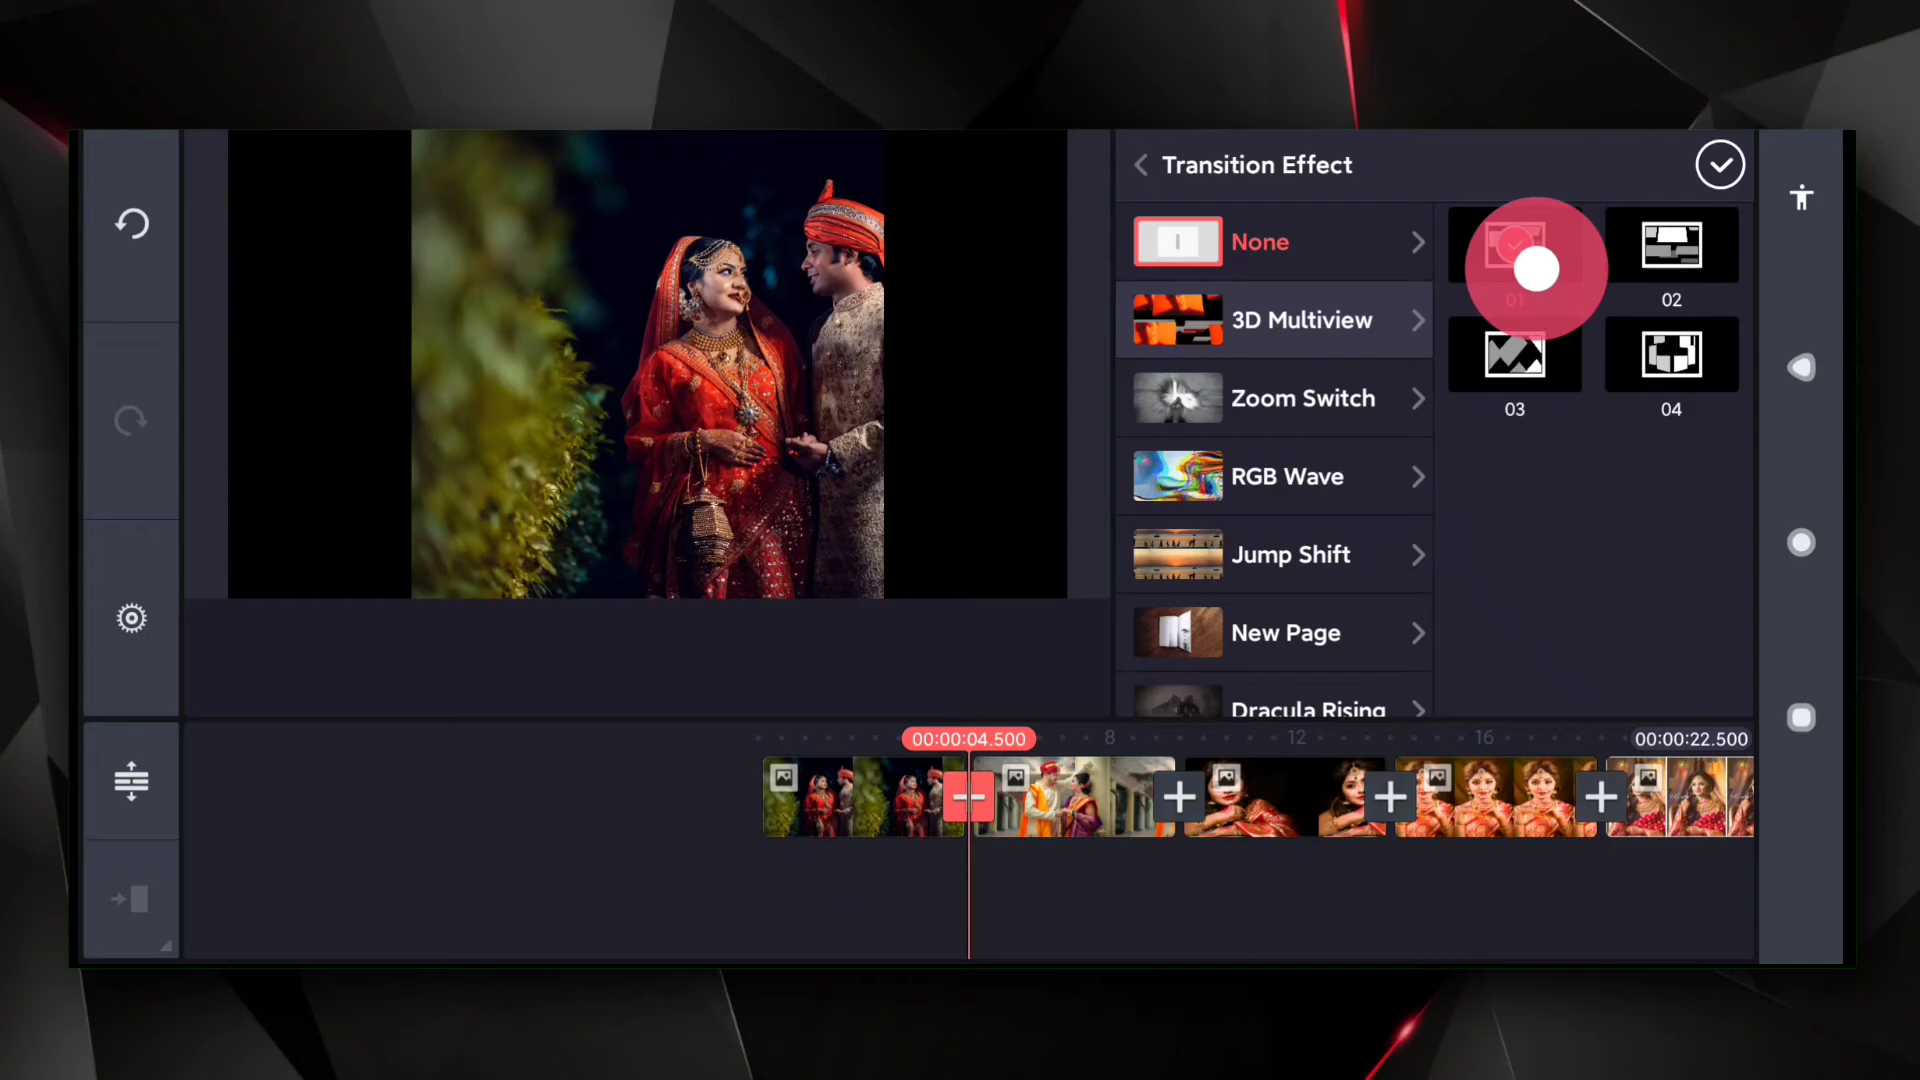 Transition Effect
None
3D Multiview
Zoom Switch
RGB Wave
Jump Shift
New Page
Dracula Rising
01
02
03
04
00:00:04.500
8
12
16
00:00:22.500